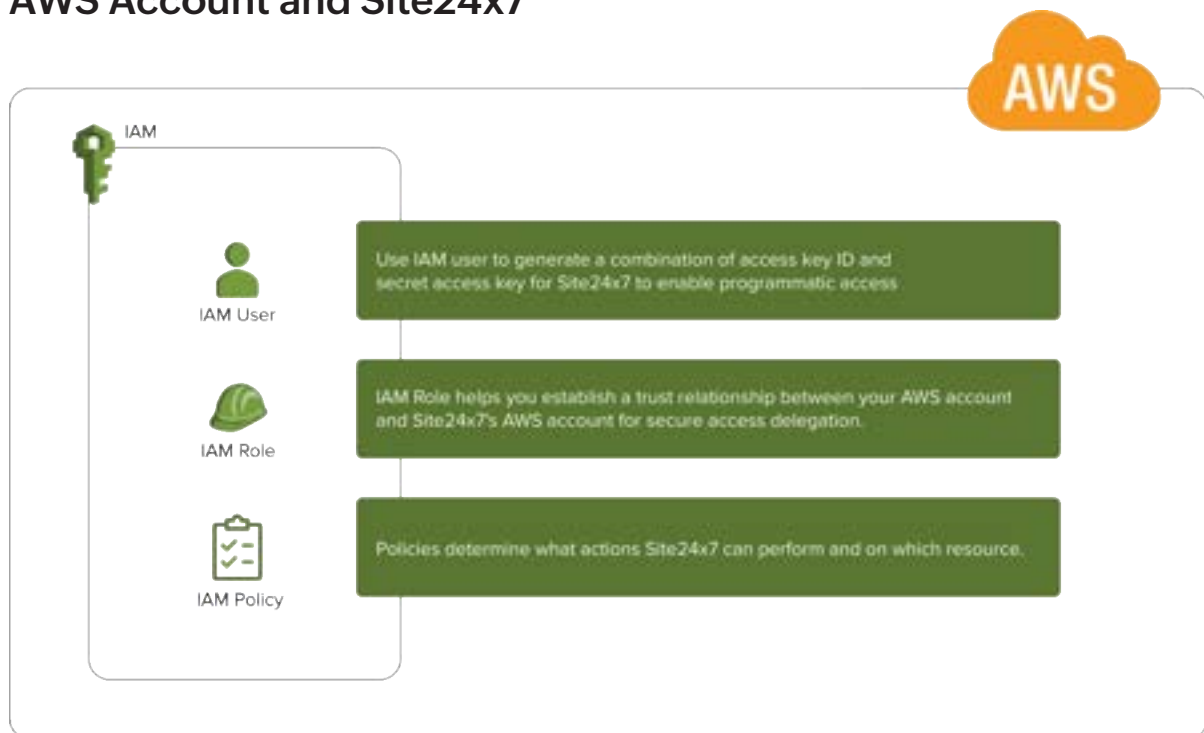 AWS Account and Site24x7
AWS
IAM
Use IAM user to generate a combination of access key ID and
secret access key for Site24x7 to enable programmatic access
IAM User
IAM Role helps you establish a trust relationship between your AWS account
and Site24x7's AWS account for secure access delegation.
IAM Role
Policies determine what actions Site24x7 can perform and on which resource.
IAM Policy